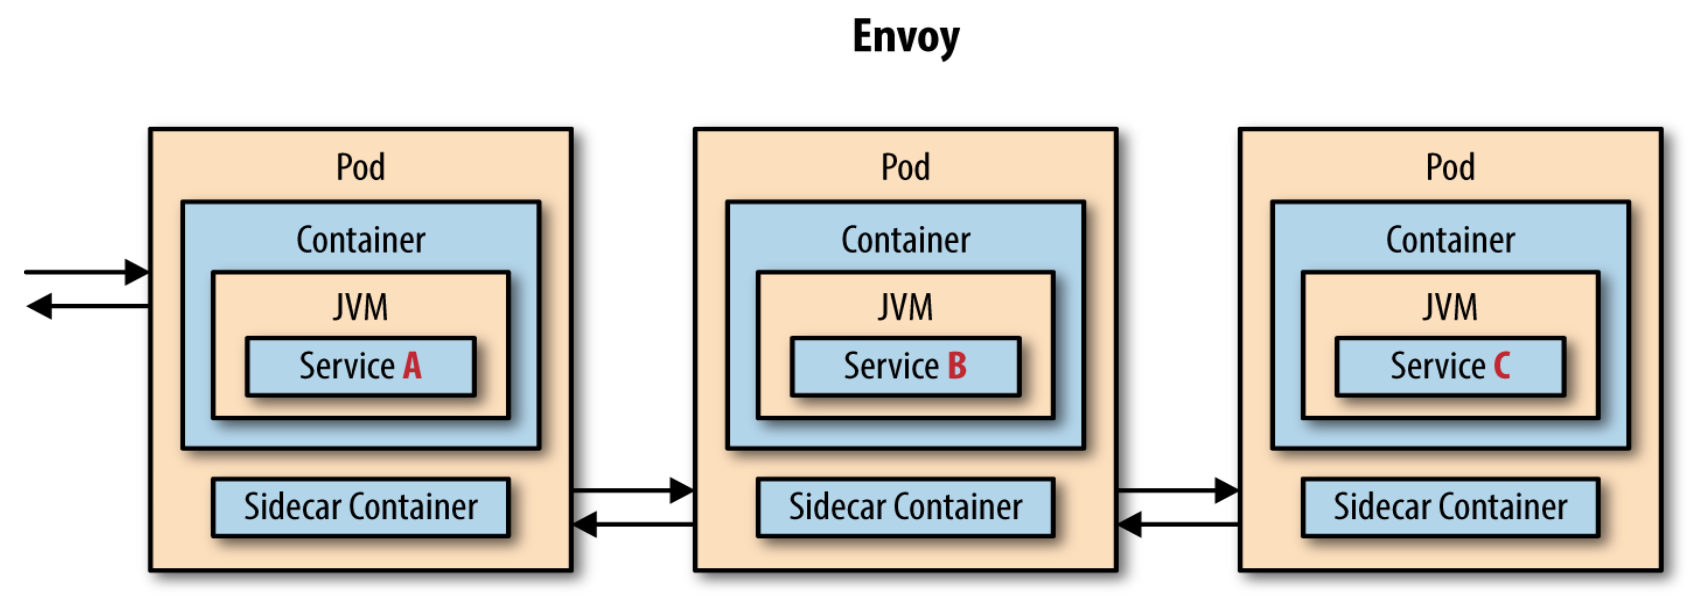 Envoy
Pod
Container
JVM
Service A
Sidecar Container
Pod
Container
JVM
Service B
Sidecar Container
Pod
Container
JVM
Service C
Sidecar Container